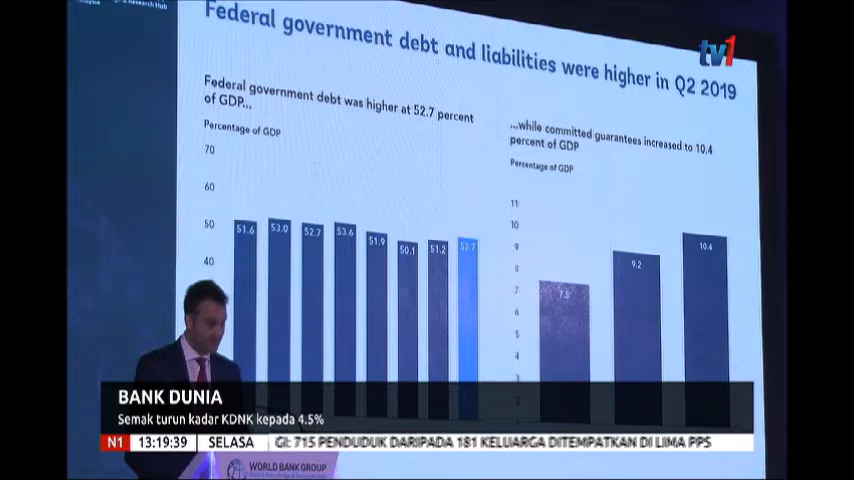 & Research Hub
tv1
Federal government debt and liabilities were higher in Q2 2019
Federal government debt was higher at 52.7 percent
of GDP...
Percentage of GDP
70
60
50
40
51.6
53.0
52.7
53.6
51.9
50.1
51.2
52.7
...while committed guarantees increased to 10.4
percent of GDP
Percentage of GDP
11
10
9
8
7
6
5
4
3
2
7.5
9.2
10.4
BANK DUNIA
Semak turun kadar KDNK kepada 4.5%
N1 13:19:39 SELASA GI: 715 PENDUDUK DARIPADA 181 KELUARGA DITEMPATKAN DI LIMA PPS
WORLD BANK GROUP